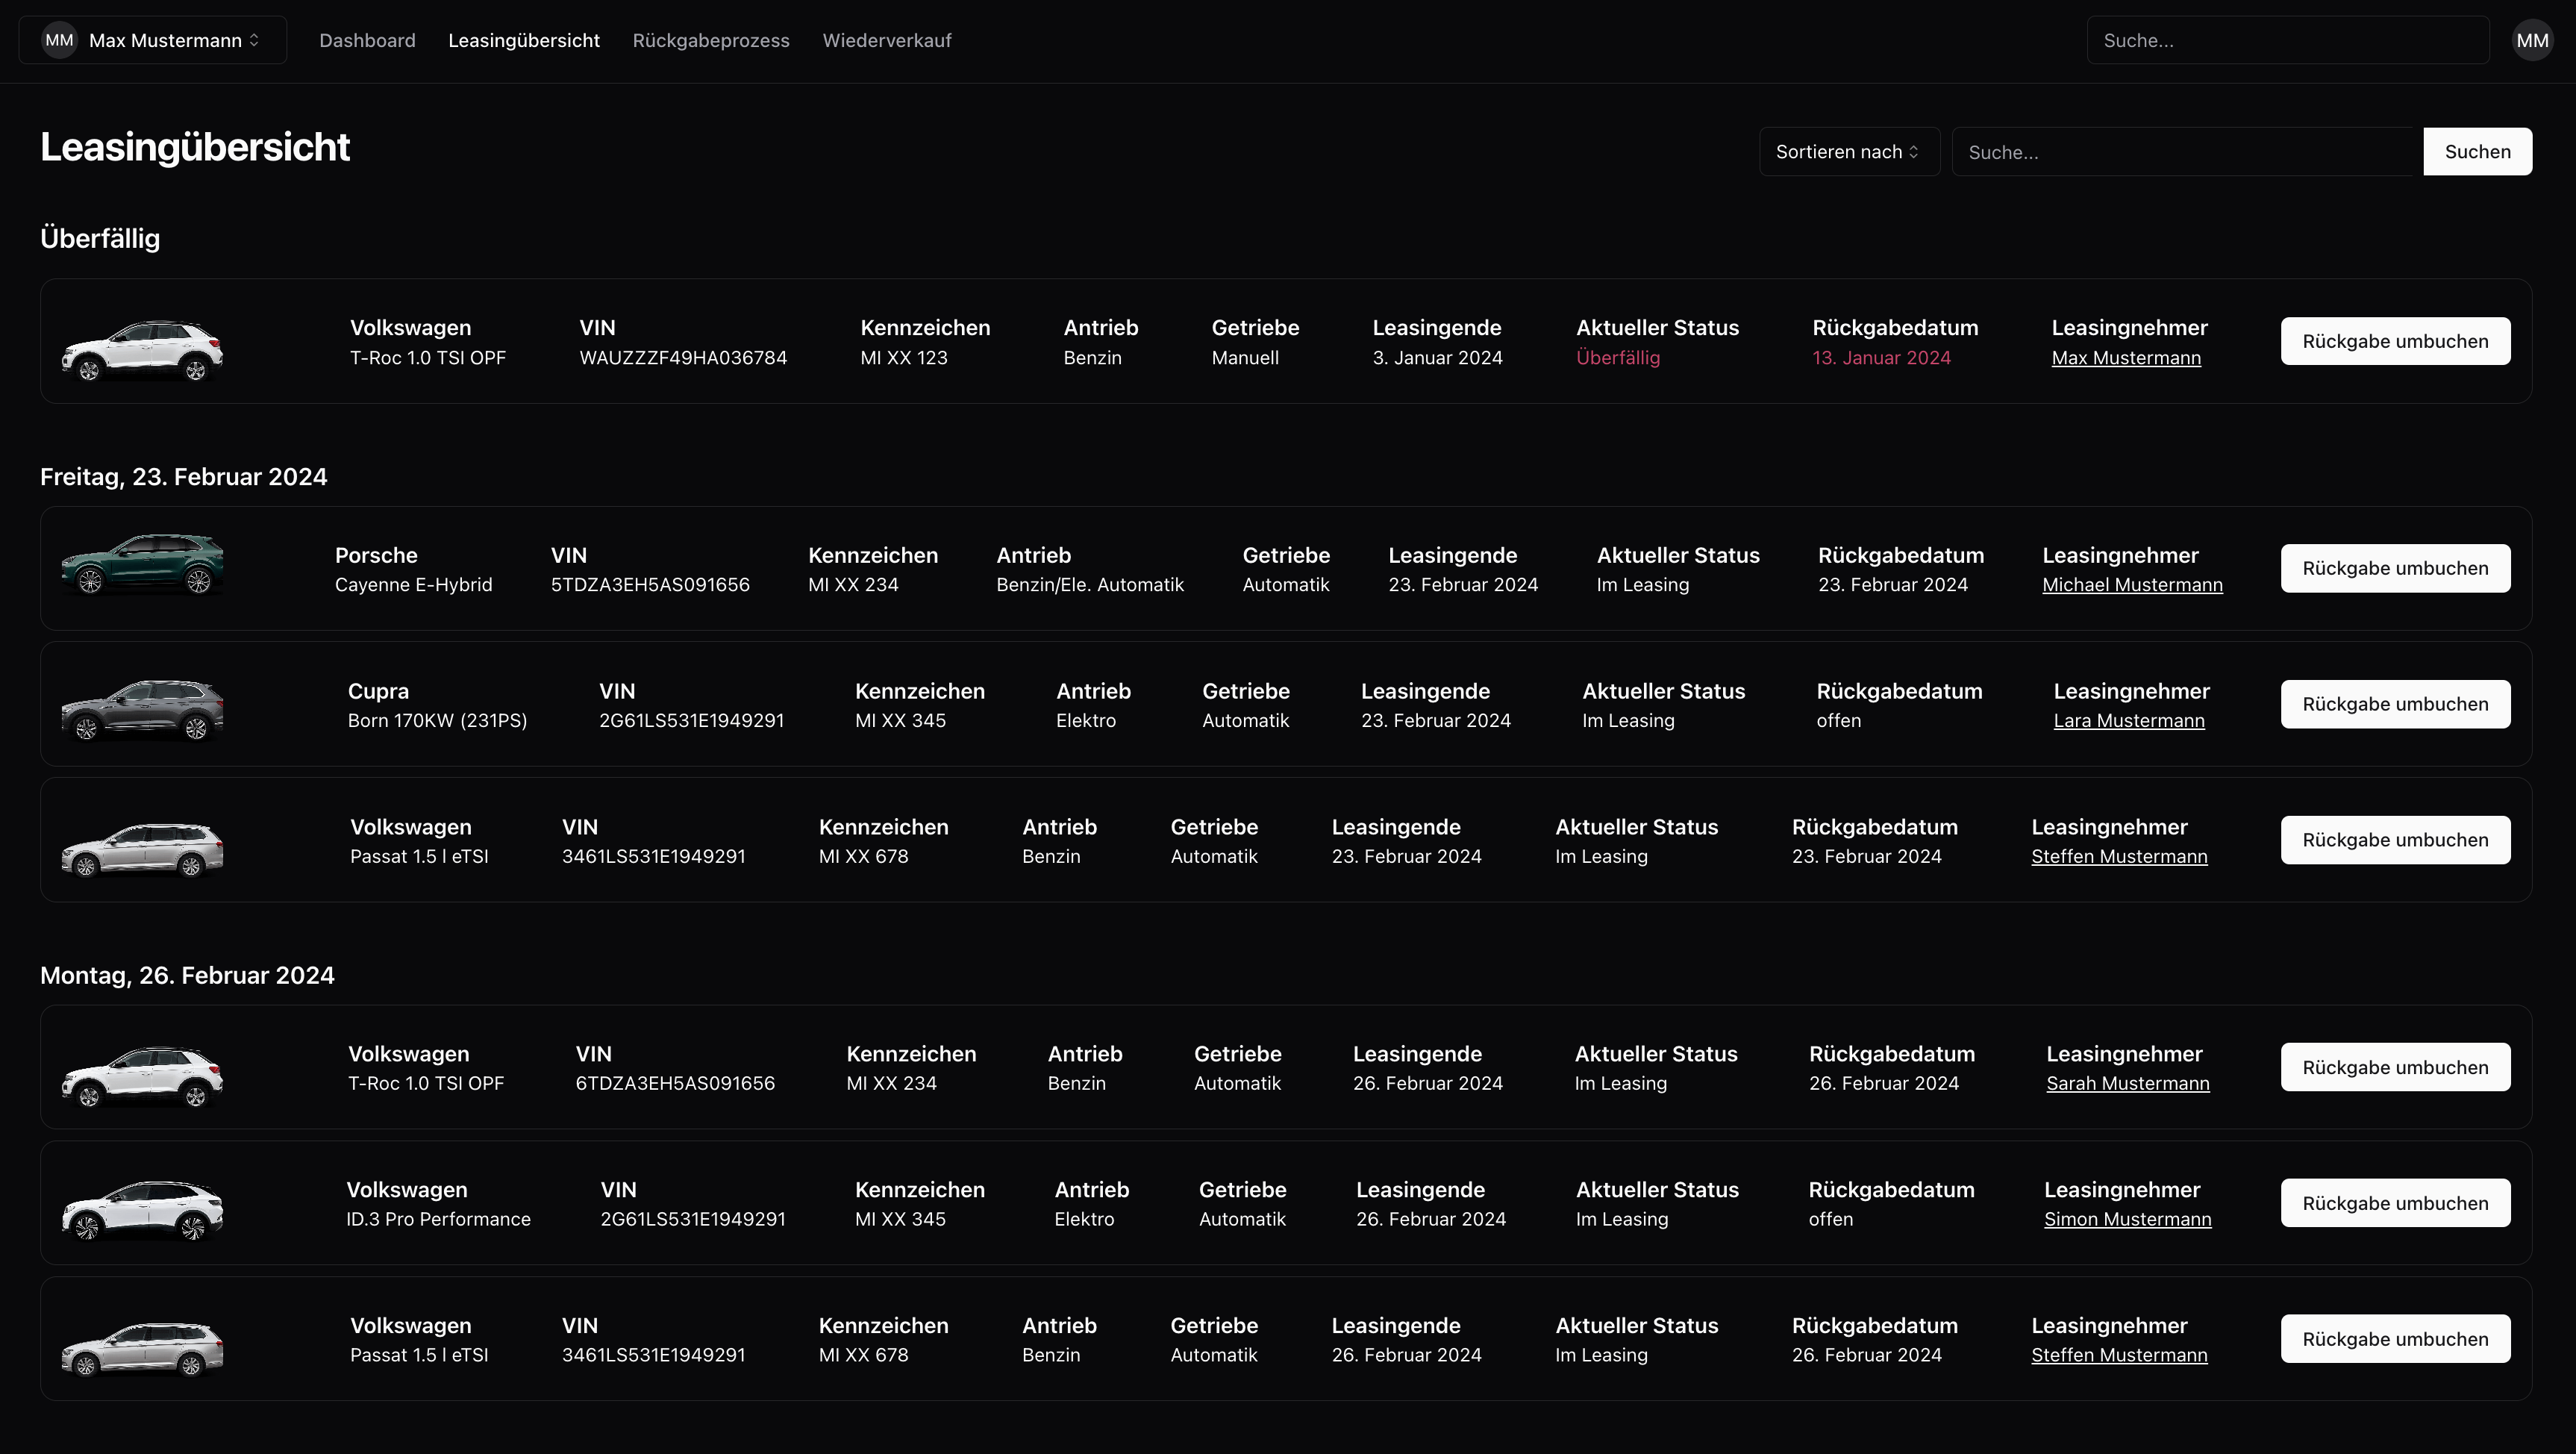 MM Max Mustermann Dashboard Leasingübersicht Rückgabeprozess Wiederverkauf Suche... MM
Leasingübersicht Sortieren nach Suche... Suchen
Überfällig
Volkswagen VIN Kennzeichen Antrieb Getriebe Leasingende Aktueller Status Rückgabedatum Leasingnehmer
T-Roc 1.0 TSI OPF WAUZZZF49HA036784 MI XX 123 Benzin Manuell 3. Januar 2024 Überfällig 13. Januar 2024 Max Mustermann Rückgabe umbuchen
Freitag, 23. Februar 2024
Porsche VIN Kennzeichen Antrieb Getriebe Leasingende Aktueller Status Rückgabedatum Leasingnehmer
Cayenne E-Hybrid 5TDZA3EH5AS091656 MI XX 234 Benzin/Ele. Automatik Automatik 23. Februar 2024 Im Leasing 23. Februar 2024 Michael Mustermann Rückgabe umbuchen
Cupra VIN Kennzeichen Antrieb Getriebe Leasingende Aktueller Status Rückgabedatum Leasingnehmer
Born 170KW (231PS) 2G61LS531E1949291 MI XX 345 Elektro Automatik 23. Februar 2024 Im Leasing offen Lara Mustermann Rückgabe umbuchen
Volkswagen VIN Kennzeichen Antrieb Getriebe Leasingende Aktueller Status Rückgabedatum Leasingnehmer
Passat 1.5 l eTSI 3461LS531E1949291 MI XX 678 Benzin Automatik 23. Februar 2024 Im Leasing 23. Februar 2024 Steffen Mustermann Rückgabe umbuchen
Montag, 26. Februar 2024
Volkswagen VIN Kennzeichen Antrieb Getriebe Leasingende Aktueller Status Rückgabedatum Leasingnehmer
T-Roc 1.0 TSI OPF 6TDZA3EH5AS091656 MI XX 234 Benzin Automatik 26. Februar 2024 Im Leasing 26. Februar 2024 Sarah Mustermann Rückgabe umbuchen
Volkswagen VIN Kennzeichen Antrieb Getriebe Leasingende Aktueller Status Rückgabedatum Leasingnehmer
ID.3 Pro Performance 2G61LS531E1949291 MI XX 345 Elektro Automatik 26. Februar 2024 Im Leasing offen Simon Mustermann Rückgabe umbuchen
Volkswagen VIN Kennzeichen Antrieb Getriebe Leasingende Aktueller Status Rückgabedatum Leasingnehmer
Passat 1.5 l eTSI 3461LS531E1949291 MI XX 678 Benzin Automatik 26. Februar 2024 Im Leasing 26. Februar 2024 Steffen Mustermann Rückgabe umbuchen